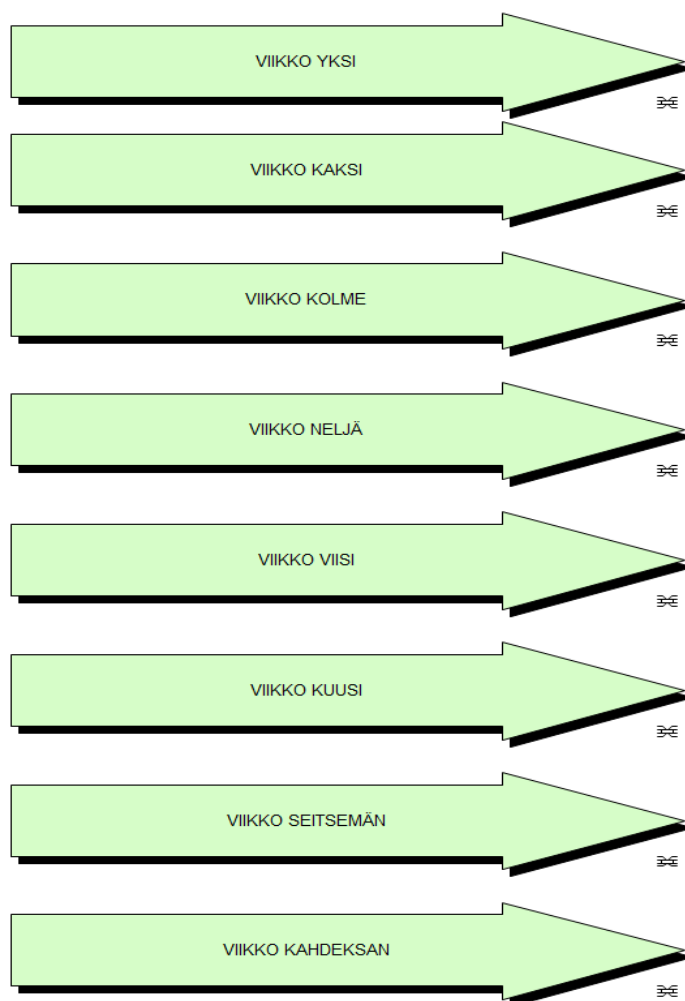 VIIKKO YKSI
VIIKKO KAKSI
VIIKKO KOLME
VIIKKO NELJÄ
VIIKKO VIISI
VIIKKO KUUSI
VIIKKO SEITSEMÄN
VIIKKO KAHDEKSAN